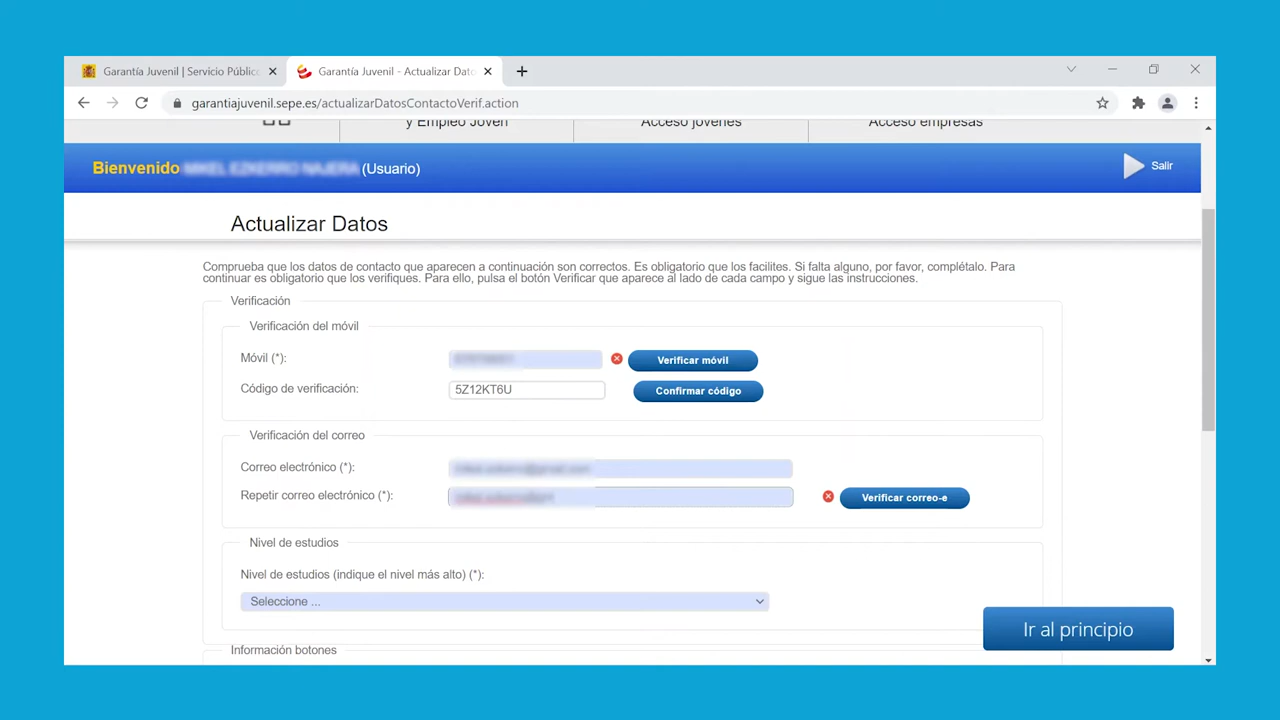 Garantía Juvenil | Servicio Público
Garantía Juvenil - Actualizar Dato
garantiajuvenil.sepe.es/actualizarDatosContactoVerif.action
y Empleo Joven
Acceso jóvenes
Acceso empresas
Bienvenido (Usuario)
Salir
Actualizar Datos
Comprueba que los datos de contacto que aparecen a continuación son correctos. Es obligatorio que los facilites. Si falta alguno, por favor, complétalo. Para
continuar es obligatorio que los verifiques. Para ello, pulsa el botón Verificar que aparece al lado de cada campo y sigue las instrucciones.
Verificación
Verificación del móvil
Móvil (*):
Verificar móvil
Código de verificación:
5Z12KT6U
Confirmar código
Verificación del correo
Correo electrónico (*):
Repetir correo electrónico (*):
Verificar correo-e
Nivel de estudios
Nivel de estudios (indique el nivel más alto) (*):
Seleccione ...
Ir al principio
Información botones